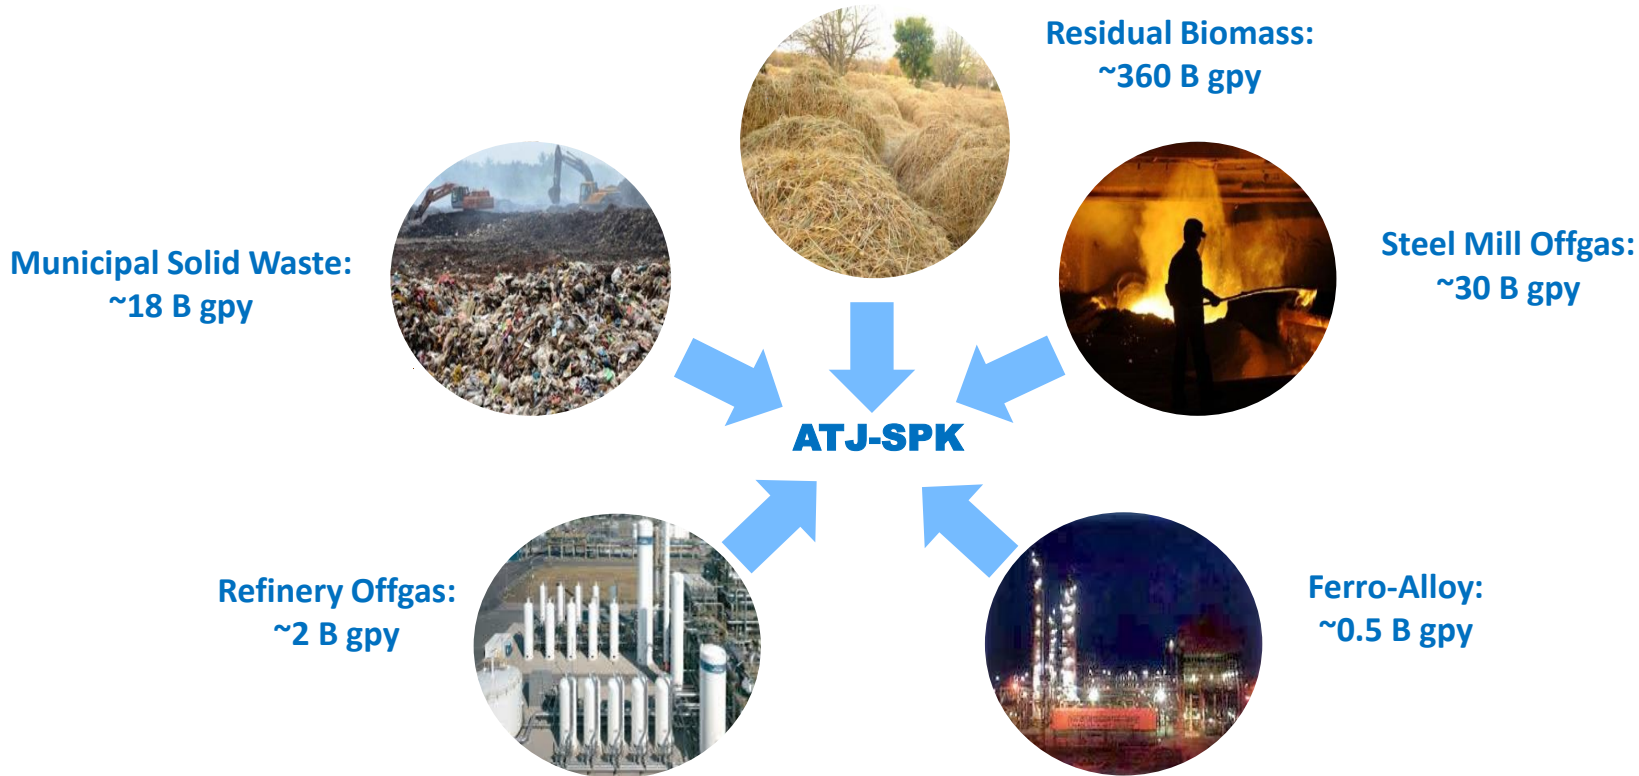 Residual Biomass:
~360 B gpy
Municipal Solid Waste:
~18 B gpy
Steel Mill Offgas:
~30 B gpy
ATJ-SPK
Refinery Offgas:
~2 B gpy
Ferro-Alloy:
~0.5 B gpy